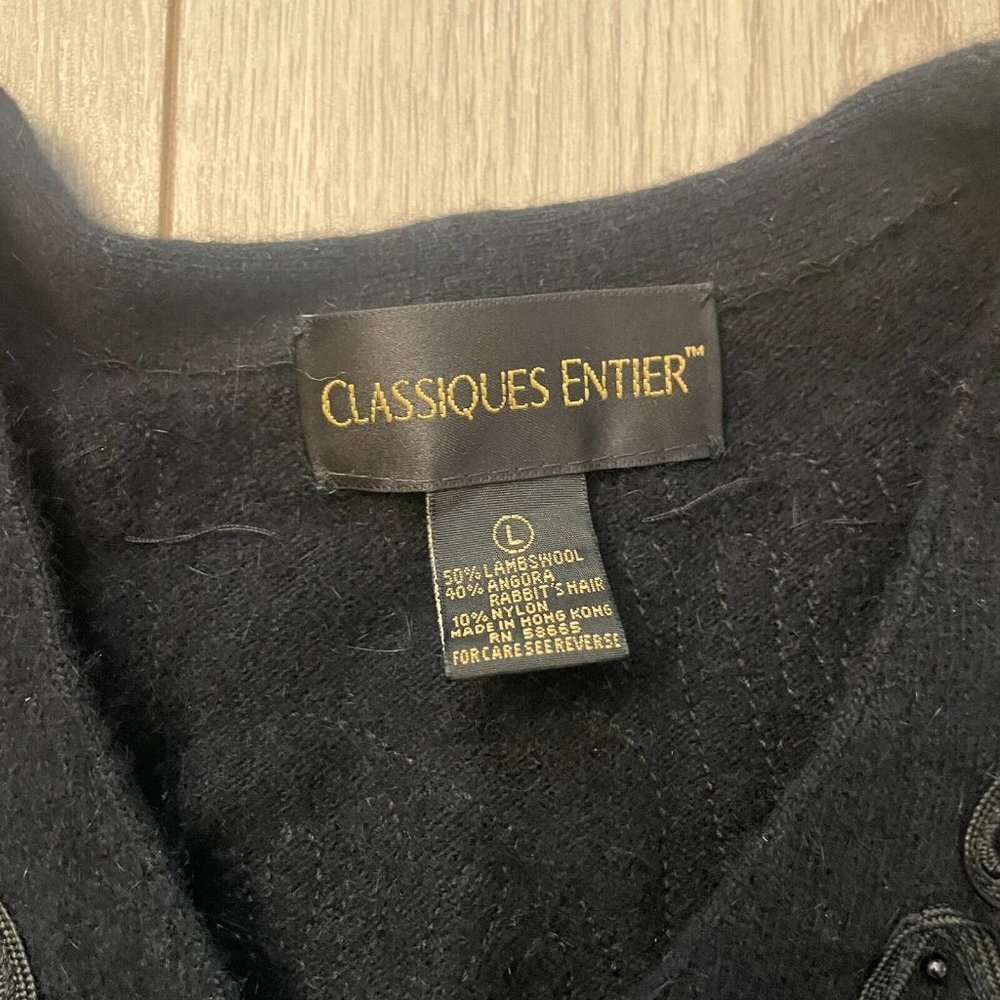 CLASSIQUES ENTIER™
L
50% LAMBSWOOL
40% ANGORA
RABBIT'S HAIR
10% NYLON
MADE IN HONG KONG
RN 58665
FOR CARE SEE REVERSE